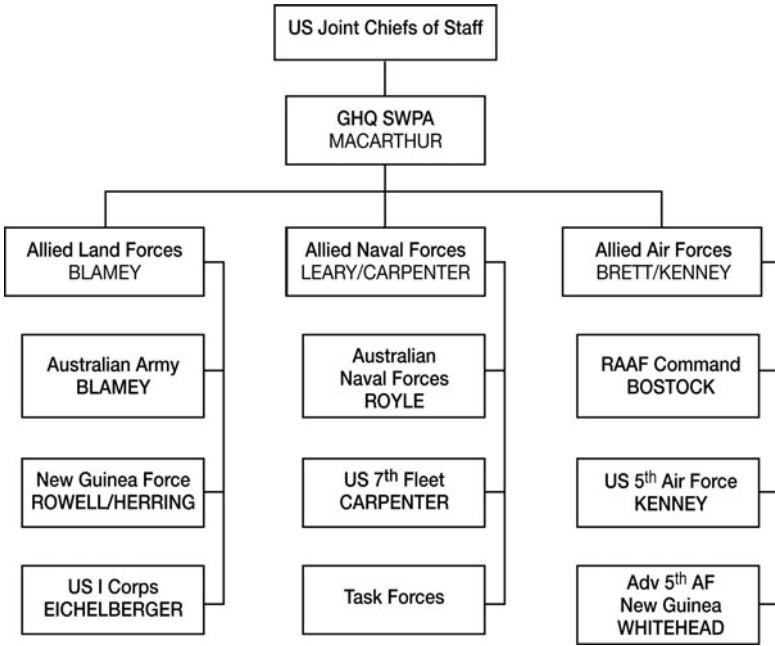 US Joint Chiefs of Staff
GHQ SWPA
MACARTHUR
Allied Land Forces
BLAMEY
Allied Naval Forces
LEARY/CARPENTER
Allied Air Forces
BRETT/KENNEY
Australian Army
BLAMEY
Australian
Naval Forces
ROYLE
RAAF Command
BOSTOCK
New Guinea Force
ROWELL/HERRING
US 7th Fleet
CARPENTER
US 5th Air Force
KENNEY
US I Corps
EICHELBERGER
Task Forces
Adv 5th AF
New Guinea
WHITEHEAD